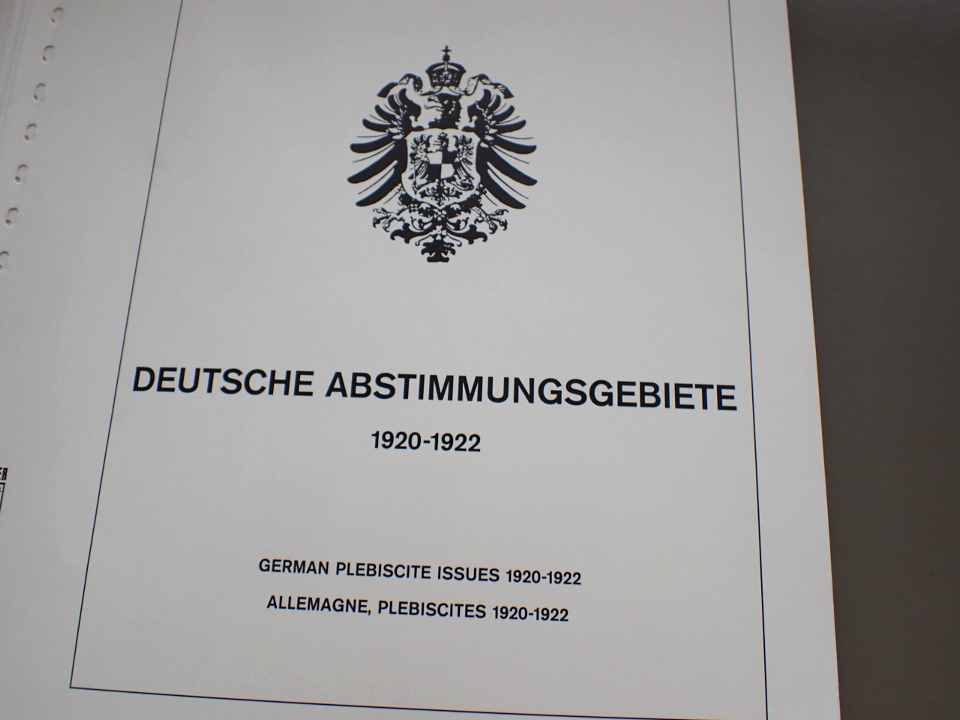 DEUTSCHE ABSTIMMUNGSGEBIETE
1920-1922
GERMAN PLEBISCITE ISSUES 1920-1922
ALLEMAGNE, PLEBISCITES 1920-1922